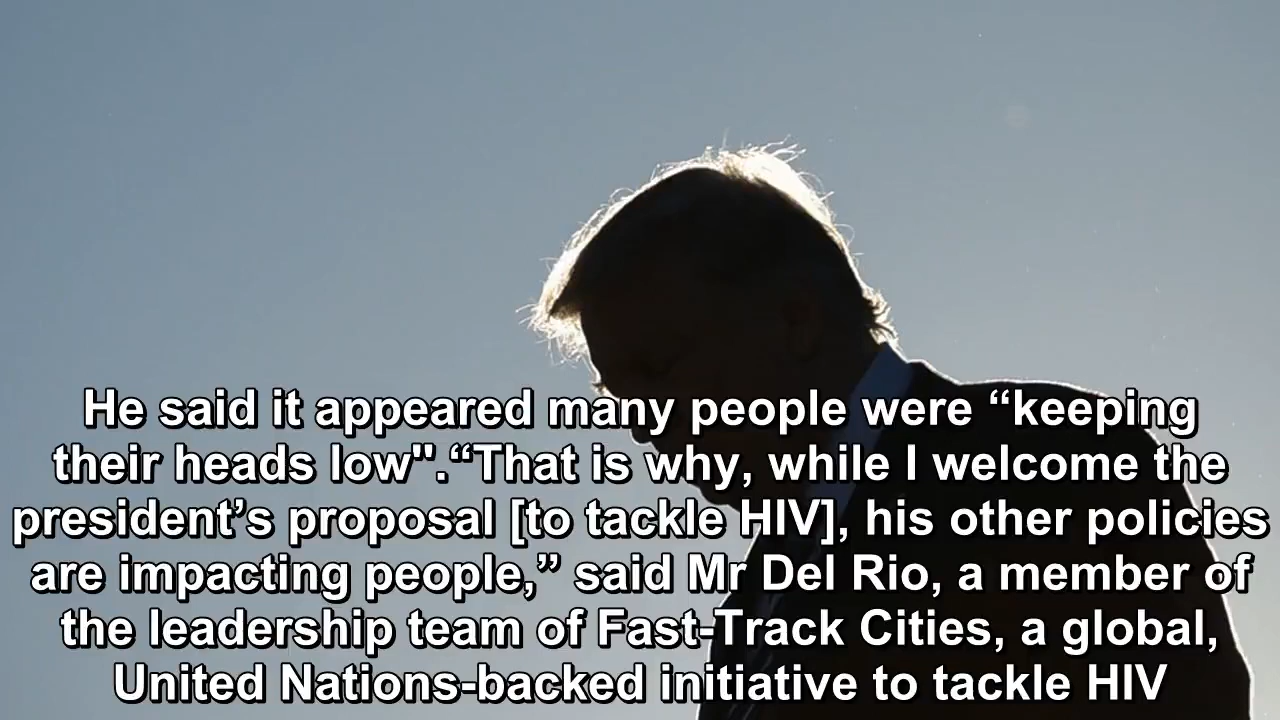 He said it appeared many people were “keeping
their heads low".“That is why, while I welcome the
president’s proposal [to tackle HIV], his other policies
are impacting people,” said Mr Del Rio, a member of
the leadership team of Fast-Track Cities, a global,
United Nations-backed initiative to tackle HIV